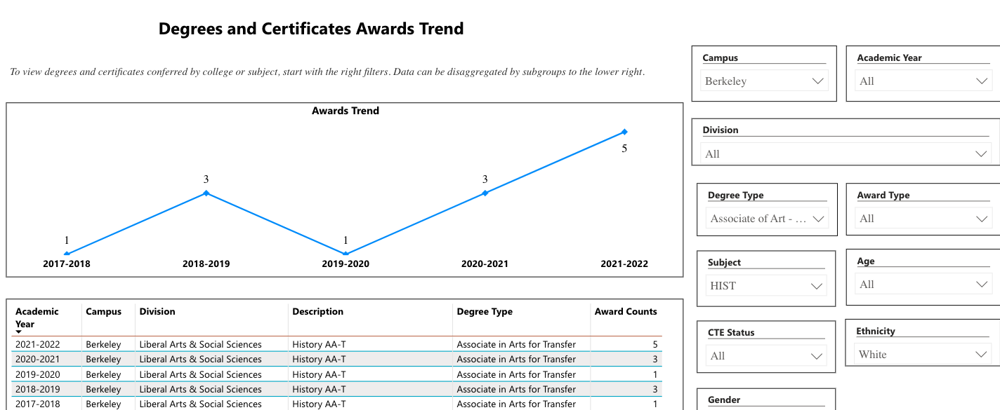 Degrees and Certificates Awards Trend
To view degrees and certificates conferred by college or subject, start with the right filters. Data can be disaggregated by subgroups to the lower right.
Awards Trend
1
3
1
3
5
2017-2018
2018-2019
2019-2020
2020-2021
2021-2022
Academic Year Campus Division Description Degree Type Award Counts
2021-2022 Berkeley Liberal Arts & Social Sciences History AA-T Associate in Arts for Transfer 5
2020-2021 Berkeley Liberal Arts & Social Sciences History AA-T Associate in Arts for Transfer 3
2019-2020 Berkeley Liberal Arts & Social Sciences History AA-T Associate in Arts for Transfer 1
2018-2019 Berkeley Liberal Arts & Social Sciences History AA-T Associate in Arts for Transfer 3
2017-2018 Berkeley Liberal Arts & Social Sciences History AA-T Associate in Arts for Transfer 1
Campus
Berkeley
Academic Year
All
Division
All
Degree Type
Associate of Art - …
Award Type
All
Subject
HIST
Age
All
CTE Status
All
Ethnicity
White
Gender